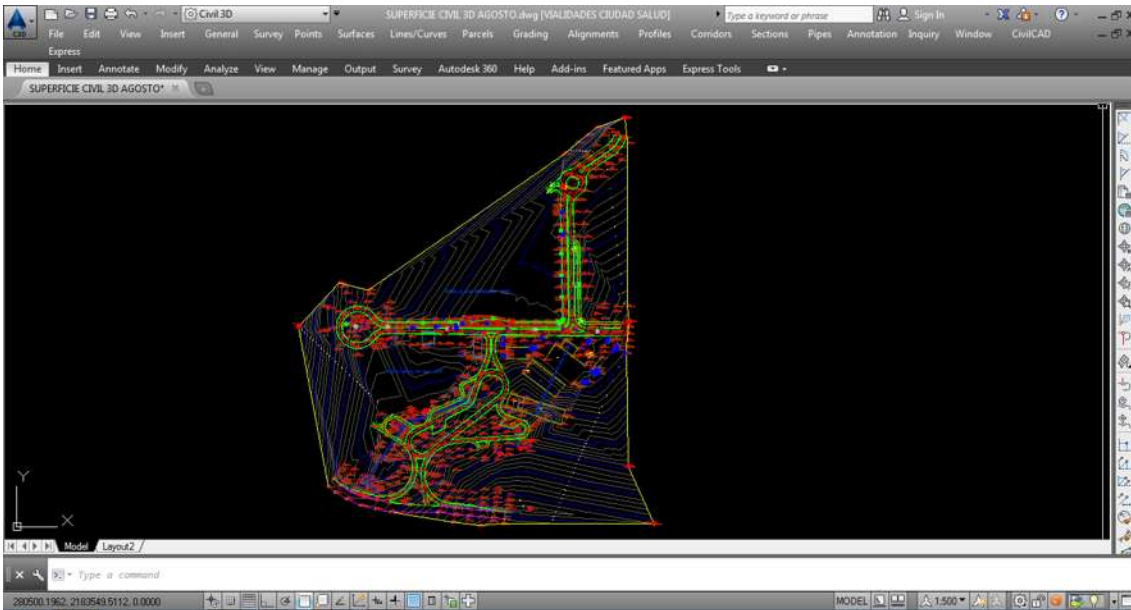 Civil 3D SUPERFICIE CIVIL 3D AGOSTO.dwg [VIALIDADES CIUDAD SALUD] Type a keyword or phrase Sign In
C3D File Edit View Insert General Survey Points Surfaces Lines/Curves Parcels Grading Alignments Profiles Corridors Sections Pipes Annotation Inquiry Window CivilCAD
Express
Home Insert Annotate Modify Analyze View Manage Output Survey Autodesk 360 Help Add-ins Featured Apps Express Tools
SUPERFICIE CIVIL 3D AGOSTO*
Y
X
Model Layout2
Type a command
280500.1962, 2183549.5112, 0.0000 MODEL 1:500